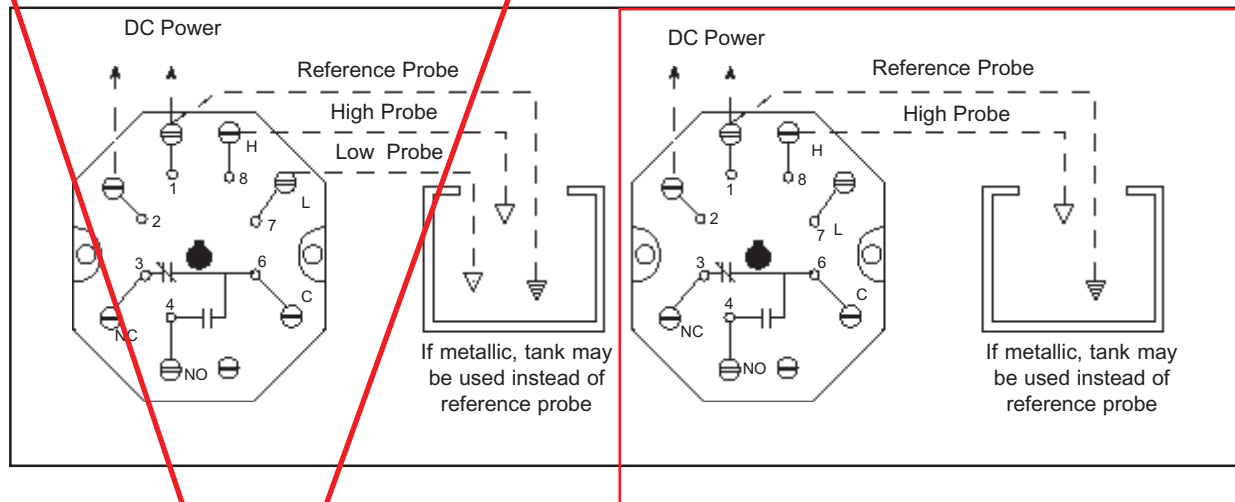 DC Power
Reference Probe
High Probe
Low Probe
H
1
8
L
2
7
3
6
4
C
NC
NO
If metallic, tank may
be used instead of
reference probe
DC Power
Reference Probe
High Probe
H
1
8
2
7 L
3
6
4
C
NC
NO
If metallic, tank may
be used instead of
reference probe